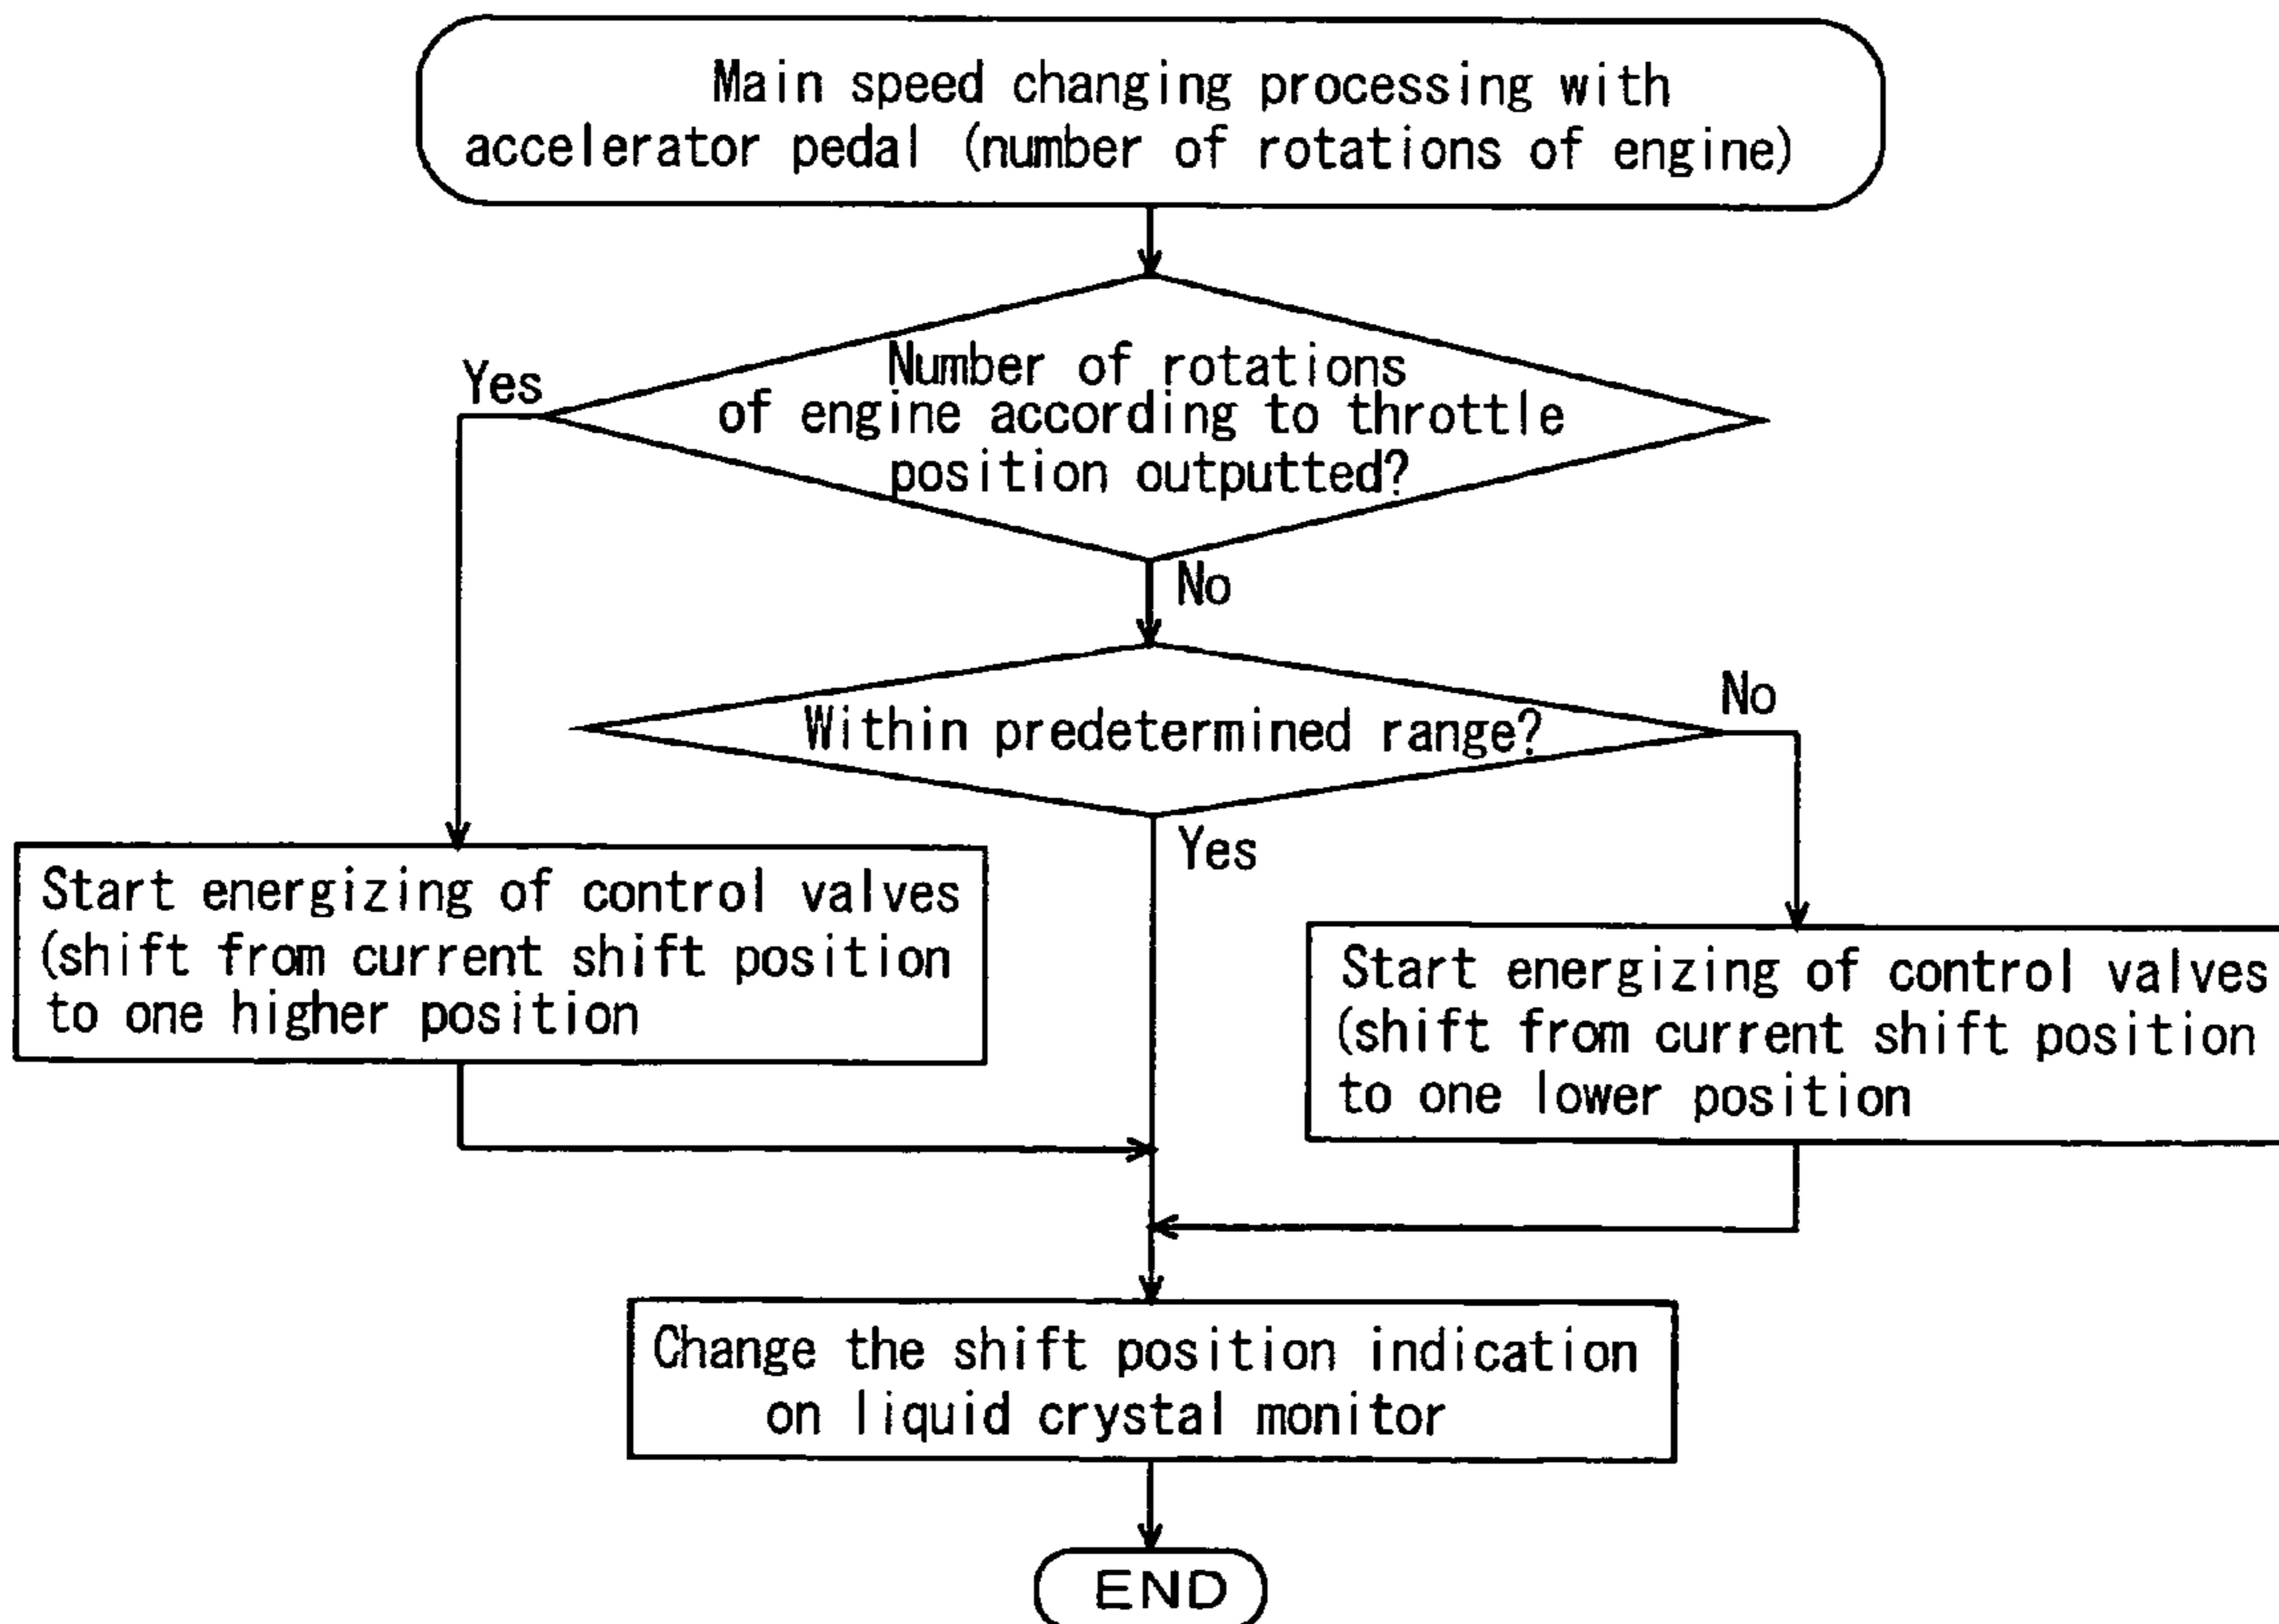 Main speed changing processing with
accelerator pedal (number of rotations of engine)
Number of rotations
of engine according to throttle
position outputted?
Yes
No
Within predetermined range?
No
Yes
Start energizing of control valves
(shift from current shift position
to one higher position
Start energizing of control valves
(shift from current shift position
to one lower position
Change the shift position indication
on liquid crystal monitor
END